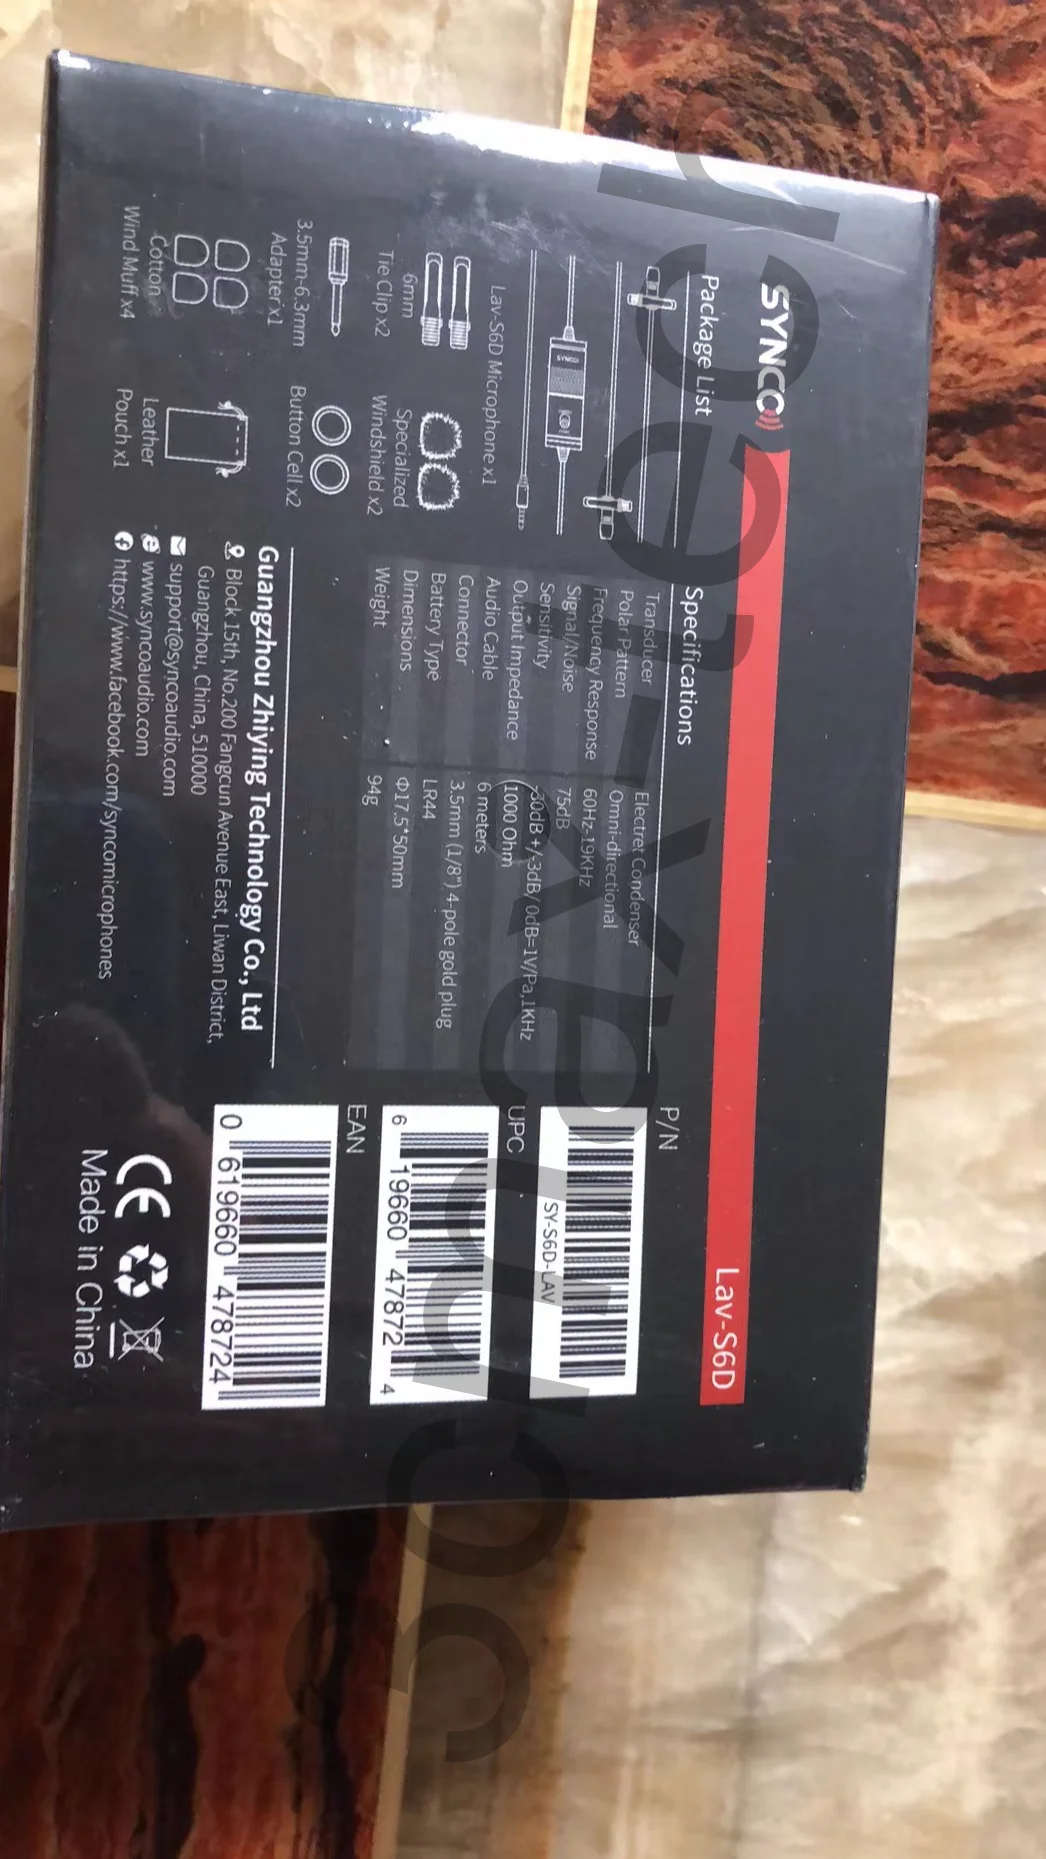 SYNCO
Lav-S6D
Package List
SYNCO
Lav-S6D Microphone x1
6mm
Tie Clip x2
Specialized
Windshield x2
3.5mm-6.3mm
Adapter x1
Button Cell x2
Cotton
Wind Muff x4
Leather
Pouch x1
Specifications
Transducer Electret Condenser
Polar Pattern Omni-directional
Frequency Response 60Hz-19KHz
Signal/Noise 75dB
Sensitivity -30dB +/-3dB/ 0dB=1V/Pa,1KHz
Output Impedance 1000 Ohm
Audio Cable 6 meters
Connector 3.5mm (1/8") 4-pole gold plug
Battery Type LR44
Dimensions Φ17.5*50mm
Weight 94g
Guangzhou Zhiying Technology Co., Ltd
Block 15th, No.200 Fangcun Avenue East, Liwan District,
Guangzhou, China, 510000
support@syncoaudio.com
www.syncoaudio.com
https://www.facebook.com/syncomicrophones
P/N
SY-S6D-LAV
UPC
6 19660 47872 4
EAN
0 619660 478724
CE
Made in China